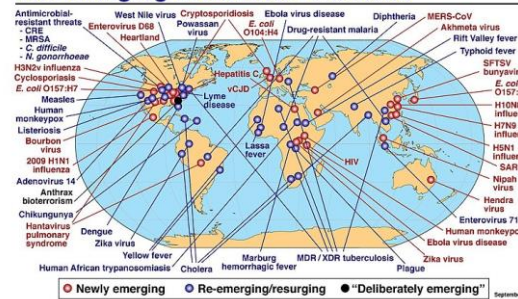 Antimicrobial-
resistant threats
- CRE
- MRSA
- C. difficile
- N. gonorrhoeae
H3N2v influenza
Cyclosporiasis
E. coli O157:H7
Measles
Human
monkeypox
Listeriosis
Bourbon
virus
2009 H1N1
influenza
Adenovirus 14
Anthrax
bioterrorism
Chikungunya
Hantavirus
pulmonary
syndrome
Enterovirus D68
Heartland
West Nile virus
Powassan
virus
Cryptosporidiosis
E. coli
O104:H4
Ebola virus disease
Drug-resistant malaria
Diphtheria
MERS-CoV
Akhmeta virus
Rift Valley fever
Typhoid fever
SFTSV
bunyavir
E. co
O157:
H10N8
influe
H7N9
influe
H5N1
influe
SAR
Nipah
virus
Hendra
virus
Enterovirus 71
Human monkeypo
Ebola virus disease
Zika virus
Hepatitis C
vCJD
Lyme
disease
Lassa
fever
HIV
Dengue
Zika virus
Yellow fever
Human African trypanosomiasis
Cholera
Marburg
hemorrhagic fever
MDR / XDR tuberculosis
Plague
Newly emerging
Re-emerging/resurging
"Deliberately emerging"
Septemb